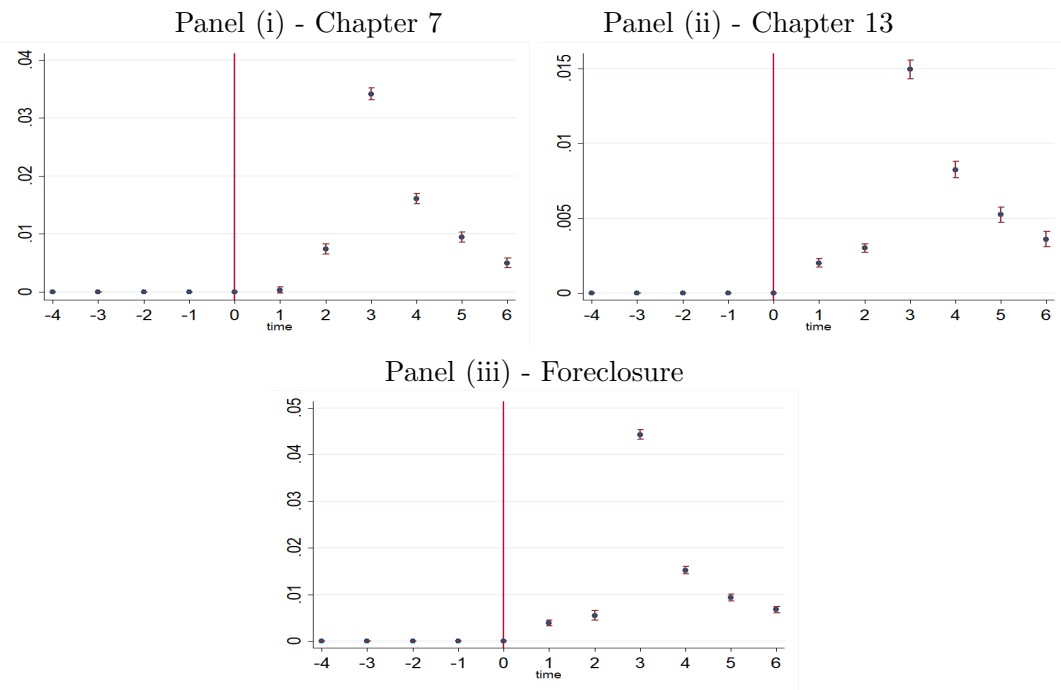 Panel (i) - Chapter 7
.04
.03
.02
.01
0
-4 -3 -2 -1 0 1 2 3 4 5 6
time
Panel (ii) - Chapter 13
.015
.01
.005
0
-4 -3 -2 -1 0 1 2 3 4 5 6
time
Panel (iii) - Foreclosure
.05
.04
.03
.02
.01
0
-4 -3 -2 -1 0 1 2 3 4 5 6
time